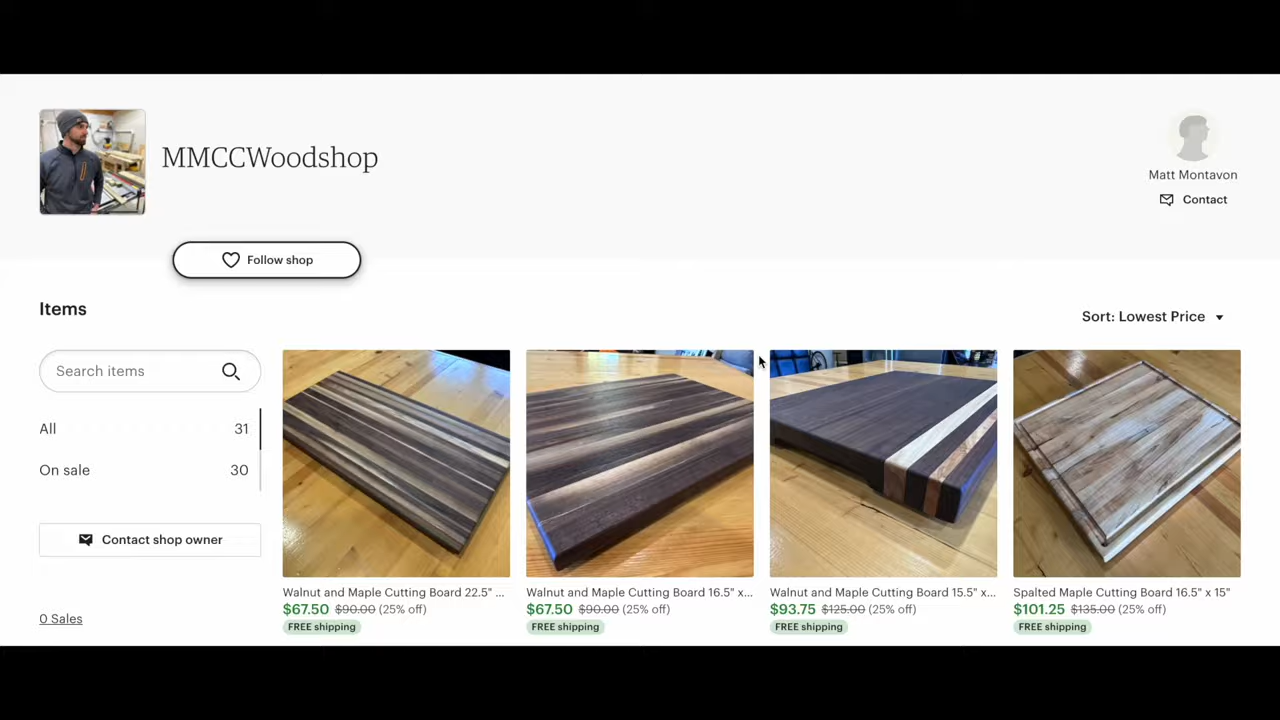 MMCCWoodshop
Matt Montavon
Contact
Follow shop
Items
Sort: Lowest Price
Search items
All 31
On sale 30
Contact shop owner
0 Sales
Walnut and Maple Cutting Board 22.5" ...
$67.50 $90.00 (25% off)
FREE shipping
Walnut and Maple Cutting Board 16.5" x...
$67.50 $90.00 (25% off)
FREE shipping
Walnut and Maple Cutting Board 15.5" x...
$93.75 $125.00 (25% off)
FREE shipping
Spalted Maple Cutting Board 16.5" x 15"
$101.25 $135.00 (25% off)
FREE shipping